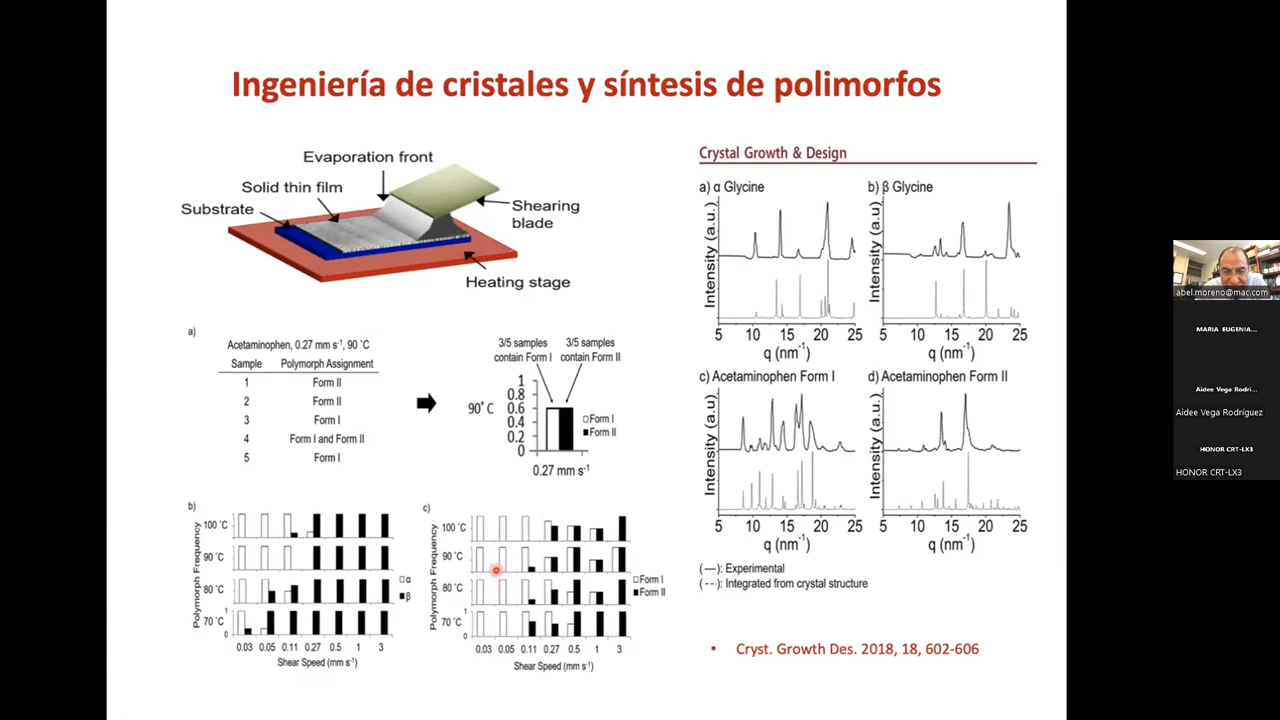 Ingeniería de cristales y síntesis de polimorfos
Evaporation front
Solid thin film
Substrate
Shearing
blade
Heating stage
a)
Acetaminophen, 0.27 mm s⁻¹, 90 ˚C
Sample Polymorph Assignment
1 Form II
2 Form II
3 Form I
4 Form I and Form II
5 Form I
3/5 samples
contain Form I
3/5 samples
contain Form II
90˚ C
1
0.8
0.6
0.4
0.2
0
Form I
Form II
0.27 mm s⁻¹
b)
Polymorph Frequency
100 ˚C
90 ˚C
80 ˚C
70 ˚C
1
0
α
β
0.03 0.05 0.11 0.27 0.5 1 3
Shear Speed (mm s⁻¹)
c)
Polymorph Frequency
100 ˚C
90 ˚C
80 ˚C
70 ˚C
1
0
Form I
Form II
0.03 0.05 0.11 0.27 0.5 1 3
Shear Speed (mm s⁻¹)
Crystal Growth & Design
a) α Glycine
Intensity (a.u.)
5 10 15 20 25
q (nm⁻¹)
b) β Glycine
Intensity (a.u)
5 10 15 20 25
q (nm⁻¹)
c) Acetaminophen Form I
Intensity (a.u)
5 10 15 20 25
q (nm⁻¹)
d) Acetaminophen Form II
Intensity (a.u.)
5 10 15 20 25
q (nm⁻¹)
(—): Experimental
(---): Integrated from crystal structure
• Cryst. Growth Des. 2018, 18, 602-606
abel.moreno@mac.com
MARIA EUGENIA...
Aidee Vega Rodrí...
Aidee Vega Rodríguez
HONOR CRT-LX3
HONOR CRT-LX3